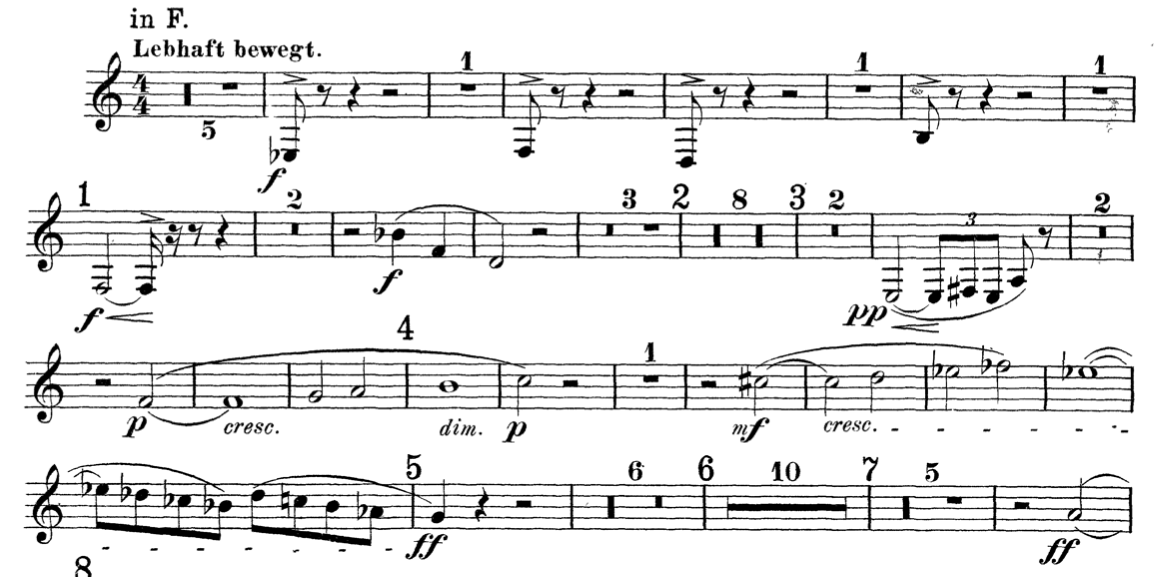 in F.
Lebhaft bewegt.
1 1 1
4
4
5
f
1 2 3 2 8 3 2 3 2
f f pp
4 1
p cresc. dim. p mf cresc.
5 6 6 10 7 5
ff ff
8